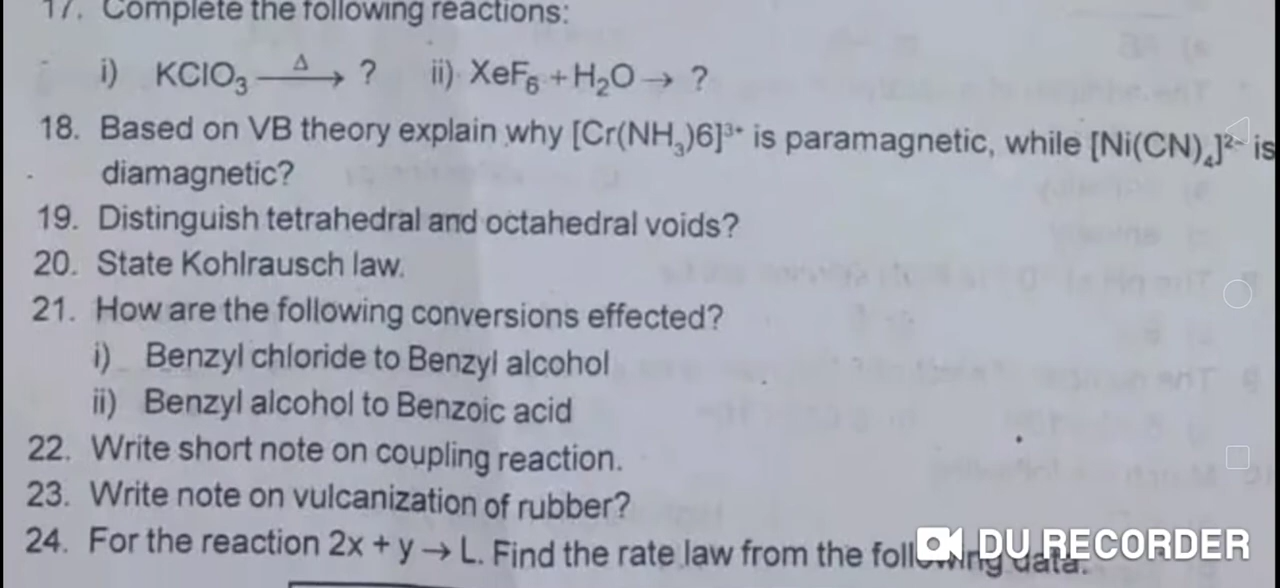 17. Complete the following reactions:
i) KClO₃ —Δ→ ? ii) XeF₆ + H₂O → ?
18. Based on VB theory explain why [Cr(NH₃)6]³⁺ is paramagnetic, while [Ni(CN)₄]²⁻ is
diamagnetic?
19. Distinguish tetrahedral and octahedral voids?
20. State Kohlrausch law.
21. How are the following conversions effected?
i) Benzyl chloride to Benzyl alcohol
ii) Benzyl alcohol to Benzoic acid
22. Write short note on coupling reaction.
23. Write note on vulcanization of rubber?
24. For the reaction 2x + y → L. Find the rate law from the following data.
DU RECORDER